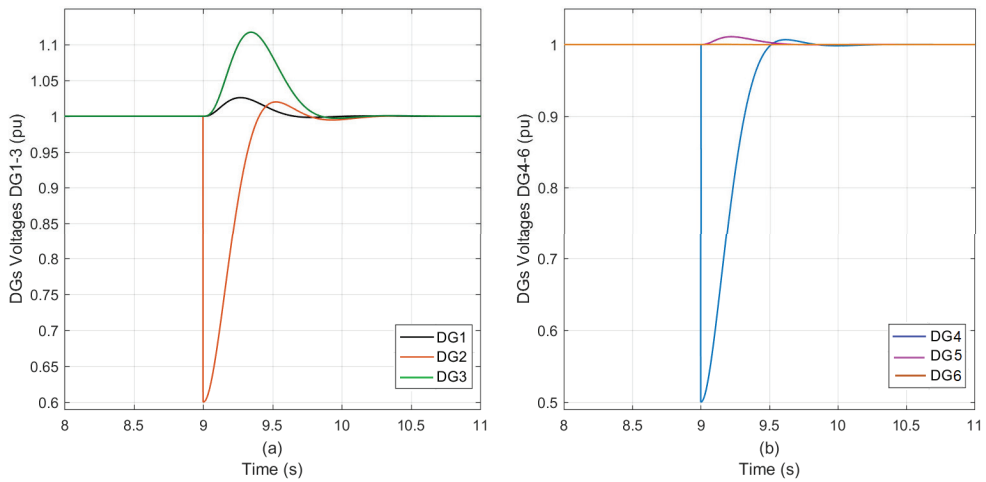 DGs Voltages DG1-3 (pu)
1.1
1.05
1
0.95
0.9
0.85
0.8
0.75
0.7
0.65
0.6
8
8.5
9
9.5
10
10.5
11
DG1
DG2
DG3
(a)
Time (s)
DGs Voltages DG4-6 (pu)
1
0.9
0.8
0.7
0.6
0.5
8
8.5
9
9.5
10
10.5
11
DG4
DG5
DG6
(b)
Time (s)